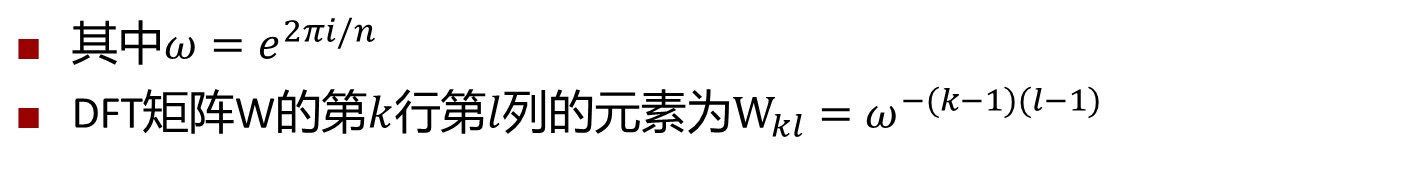 ■ 其中𝜔 = 𝑒^{2𝜋𝑖/𝑛}
■ DFT矩阵W的第𝑘行第𝑙列的元素为W_{𝑘𝑙} = 𝜔^{−(𝑘−1)(𝑙−1)}